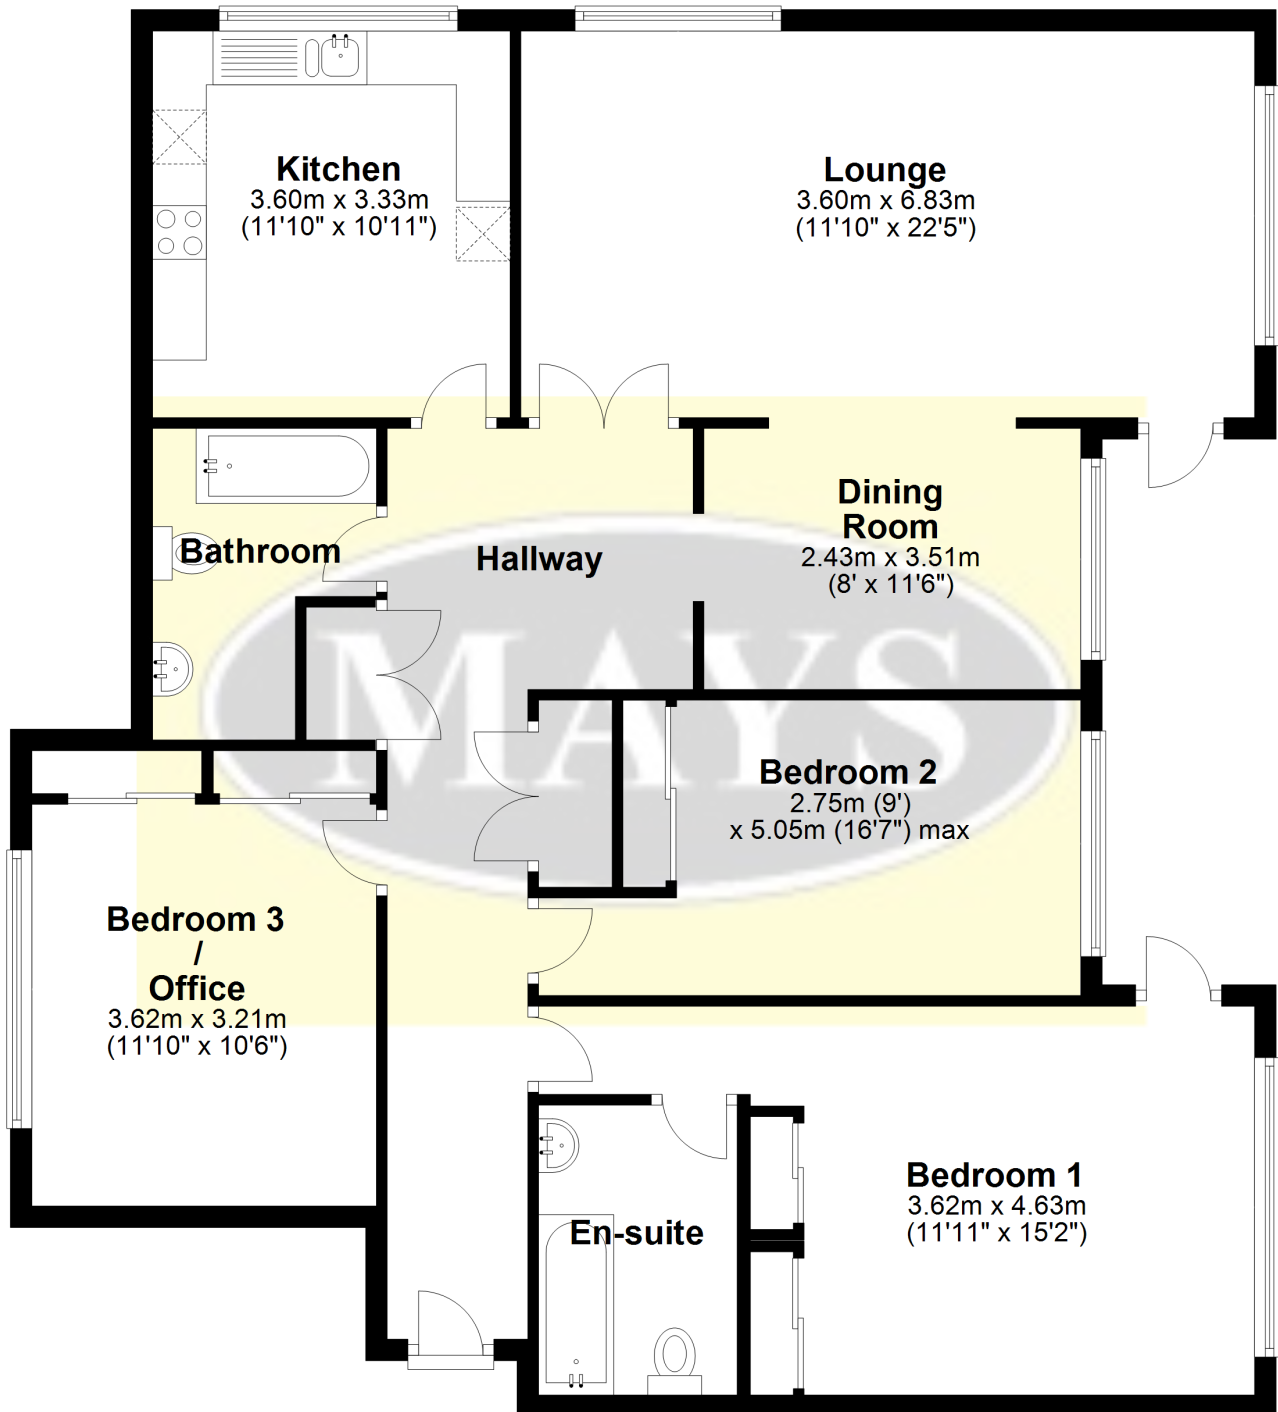 Kitchen
3.60m x 3.33m
(11'10" x 10'11")
Lounge
3.60m x 6.83m
(11'10" x 22'5")
Dining
Room
2.43m x 3.51m
(8' x 11'6")
Bathroom
Hallway
MAYS
Bedroom 2
2.75m (9')
x 5.05m (16'7") max
Bedroom 3
/
Office
3.62m x 3.21m
(11'10" x 10'6")
Bedroom 1
3.62m x 4.63m
(11'11" x 15'2")
En-suite